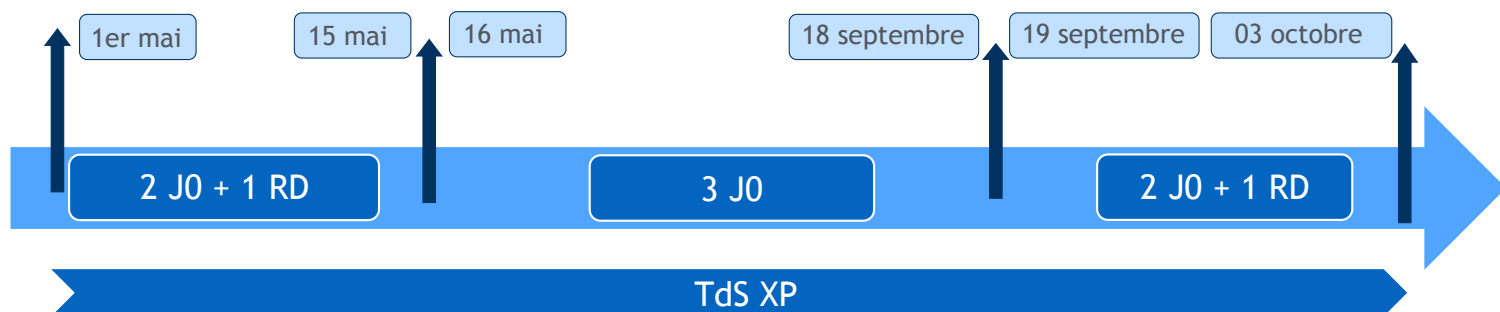 1er mai
15 mai
16 mai
18 septembre
19 septembre
03 octobre
2 J0 + 1 RD
3 J0
2 J0 + 1 RD
TdS XP